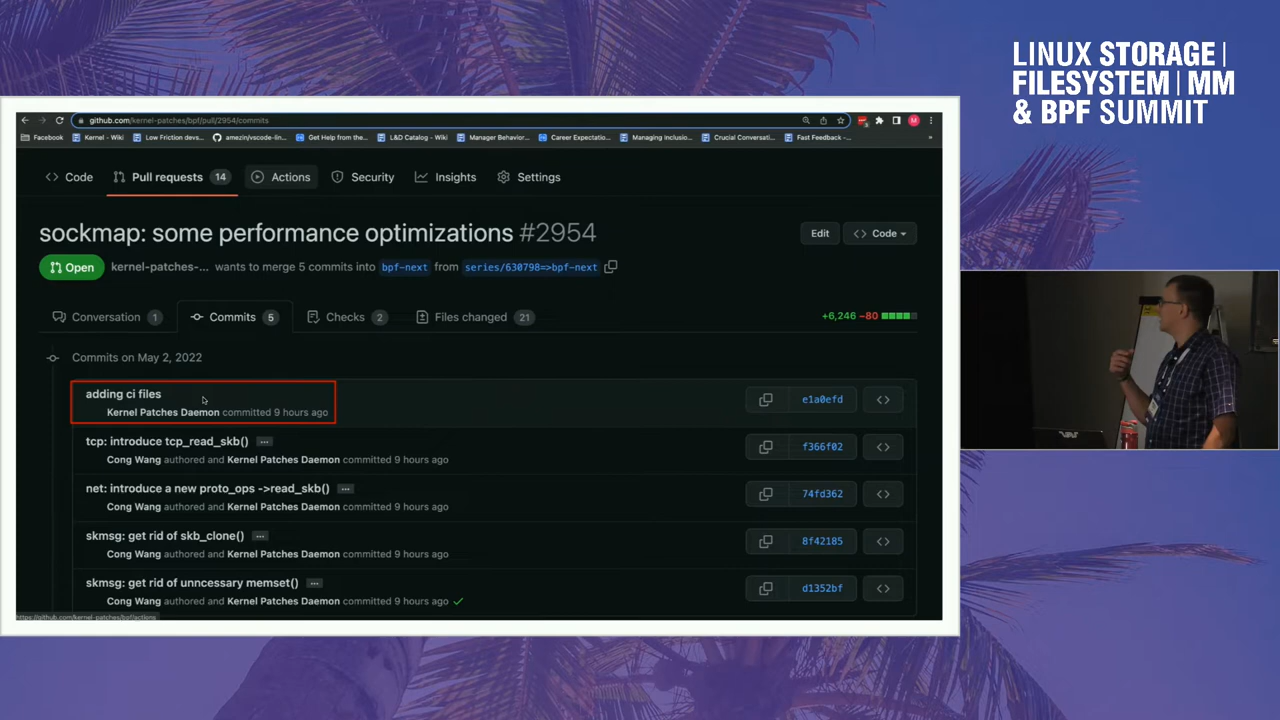 LINUX STORAGE |
FILESYSTEM | MM
& BPF SUMMIT
github.com/kernel-patches/bpf/pull/2954/commits
M
Facebook Kernel - Wiki Low Friction devs... amezin/vscode-lin... Get Help from the... L&D Catalog - Wiki Manager Behavior... Career Expectatio... Managing Inclusio... Crucial Conversati... Fast Feedback -... »
<> Code Pull requests 14 Actions Security Insights Settings
sockmap: some performance optimizations #2954 Edit <> Code
Open kernel-patches-... wants to merge 5 commits into bpf-next from series/630798=>bpf-next
Conversation 1 Commits 5 Checks 2 Files changed 21 +6,246 −80
Commits on May 2, 2022
adding ci files
Kernel Patches Daemon committed 9 hours ago e1a0efd <>
tcp: introduce tcp_read_skb() ...
Cong Wang authored and Kernel Patches Daemon committed 9 hours ago f366f02 <>
net: introduce a new proto_ops ->read_skb() ...
Cong Wang authored and Kernel Patches Daemon committed 9 hours ago 74fd362 <>
skmsg: get rid of skb_clone() ...
Cong Wang authored and Kernel Patches Daemon committed 9 hours ago 8f42185 <>
skmsg: get rid of unncessary memset() ...
Cong Wang authored and Kernel Patches Daemon committed 9 hours ago d1352bf <>
https://github.com/kernel-patches/bpf/actions